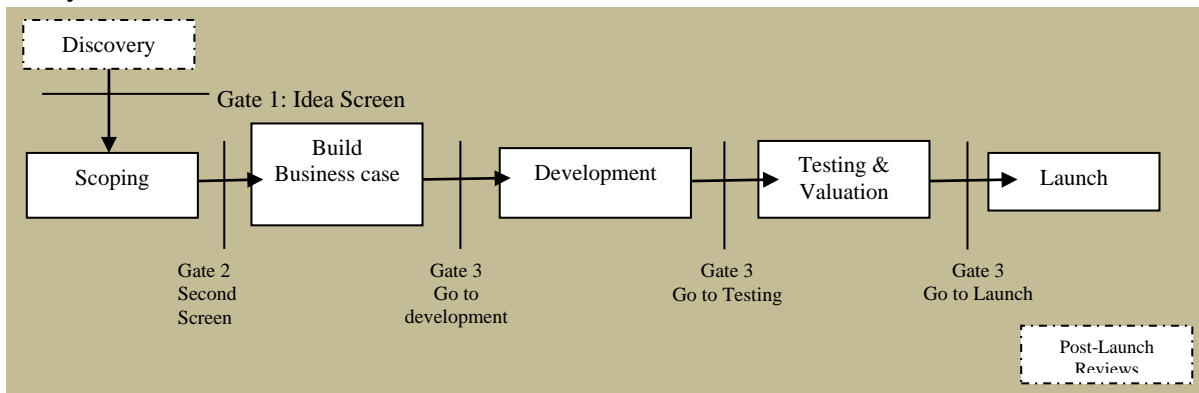 Discovery
Gate 1: Idea Screen
Scoping
Build
Business case
Development
Testing &
Valuation
Launch
Gate 2
Second
Screen
Gate 3
Go to
development
Gate 3
Go to Testing
Gate 3
Go to Launch
Post-Launch
Reviews